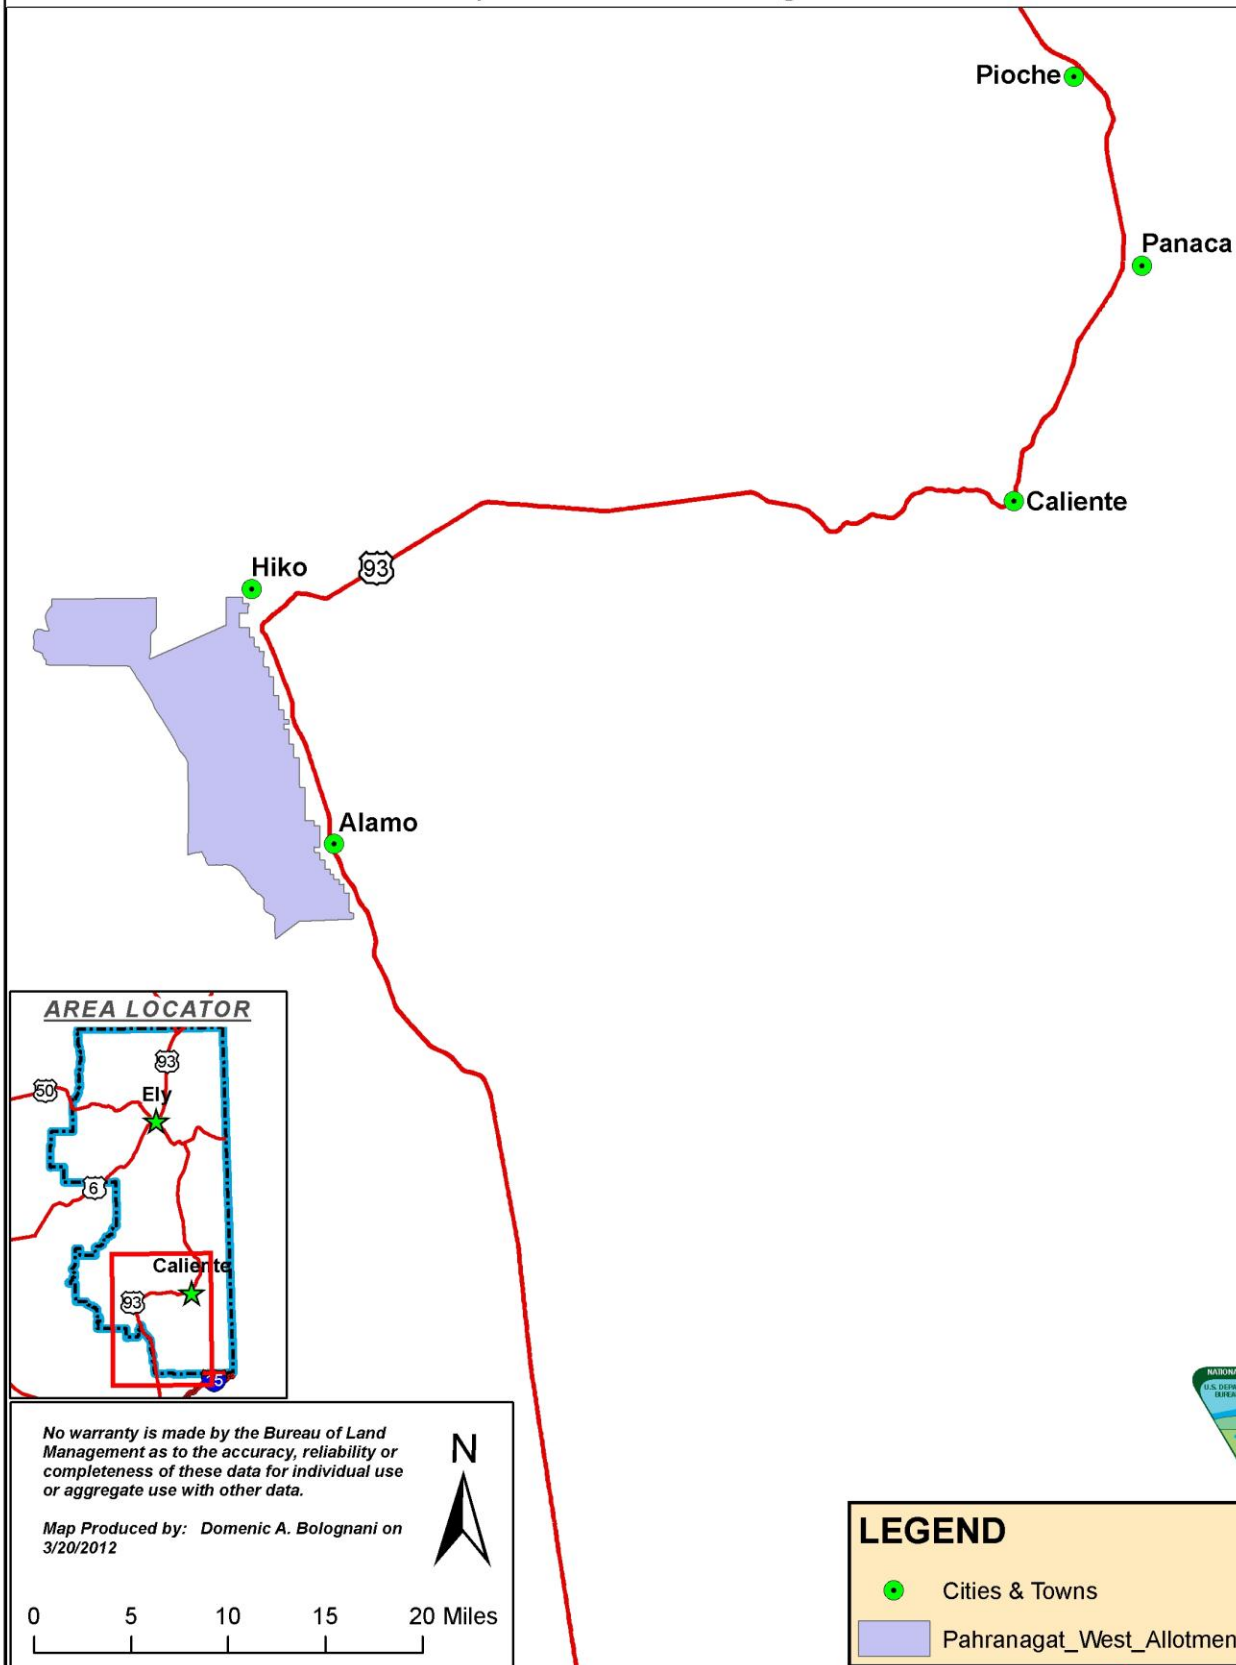 Pioche
Panaca
Caliente
Hiko
93
Alamo
AREA LOCATOR
93
50
Ely
6
Caliente
93
No warranty is made by the Bureau of Land
Management as to the accuracy, reliability or
completeness of these data for individual use
or aggregate use with other data.
Map Produced by: Domenic A. Bolognani on
3/20/2012
N
0 5 10 15 20 Miles
NATIONA
LEGEND
Cities & Towns
Pahranagat_West_Allotmen